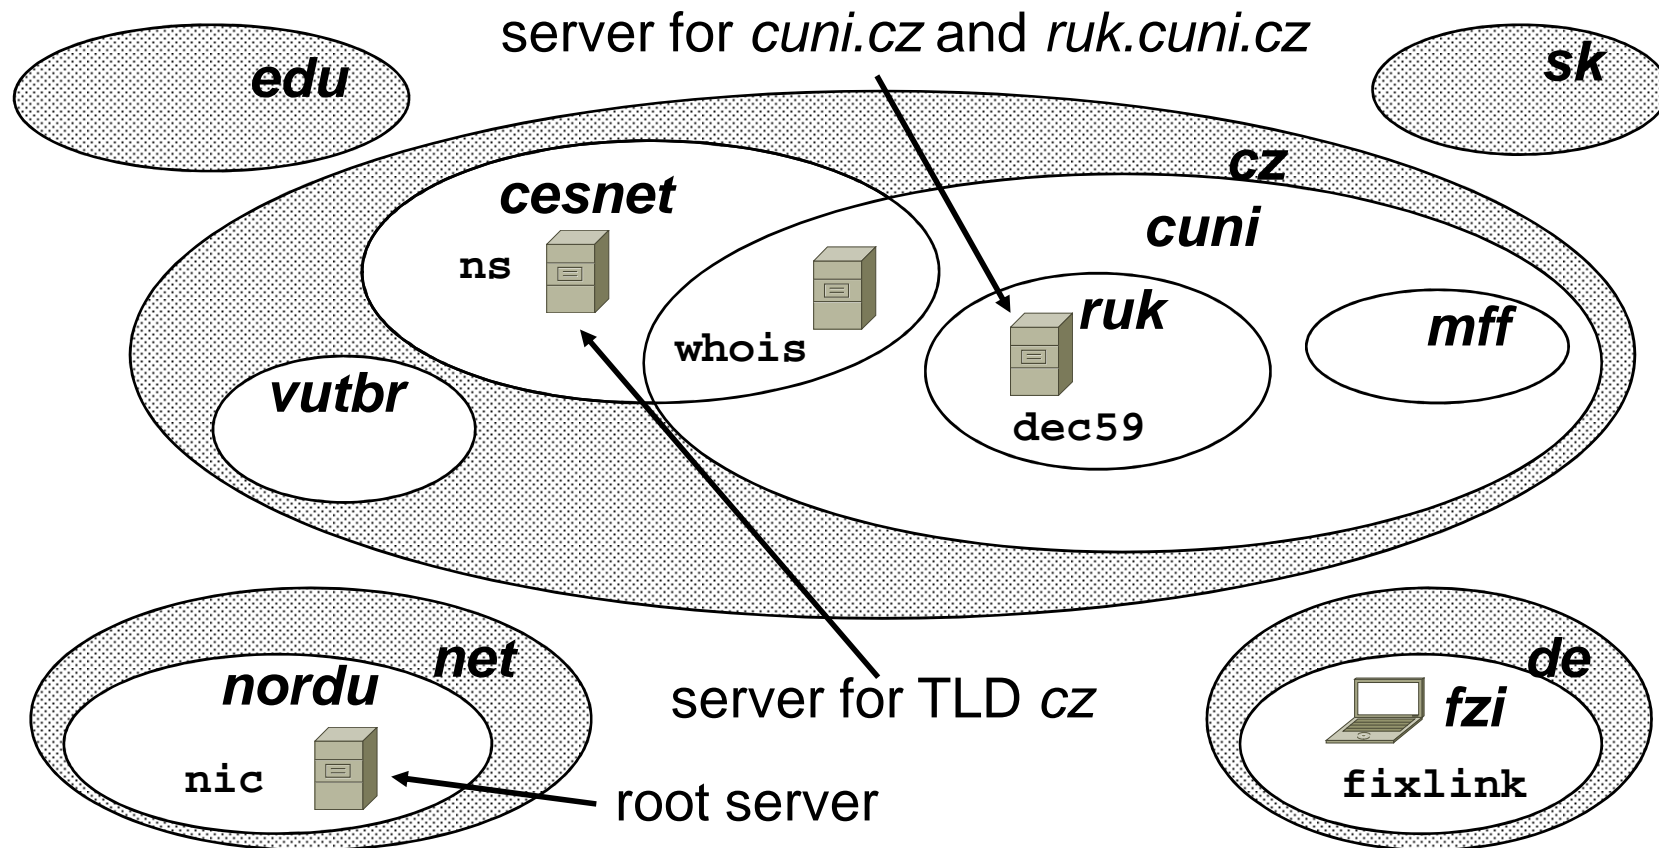 server for cuni.cz and ruk.cuni.cz
edu
sk
cz
cesnet
cuni
ns
ruk
mff
whois
vutbr
dec59
net
de
nordu
server for TLD cz
fzi
nic
fixlink
root server